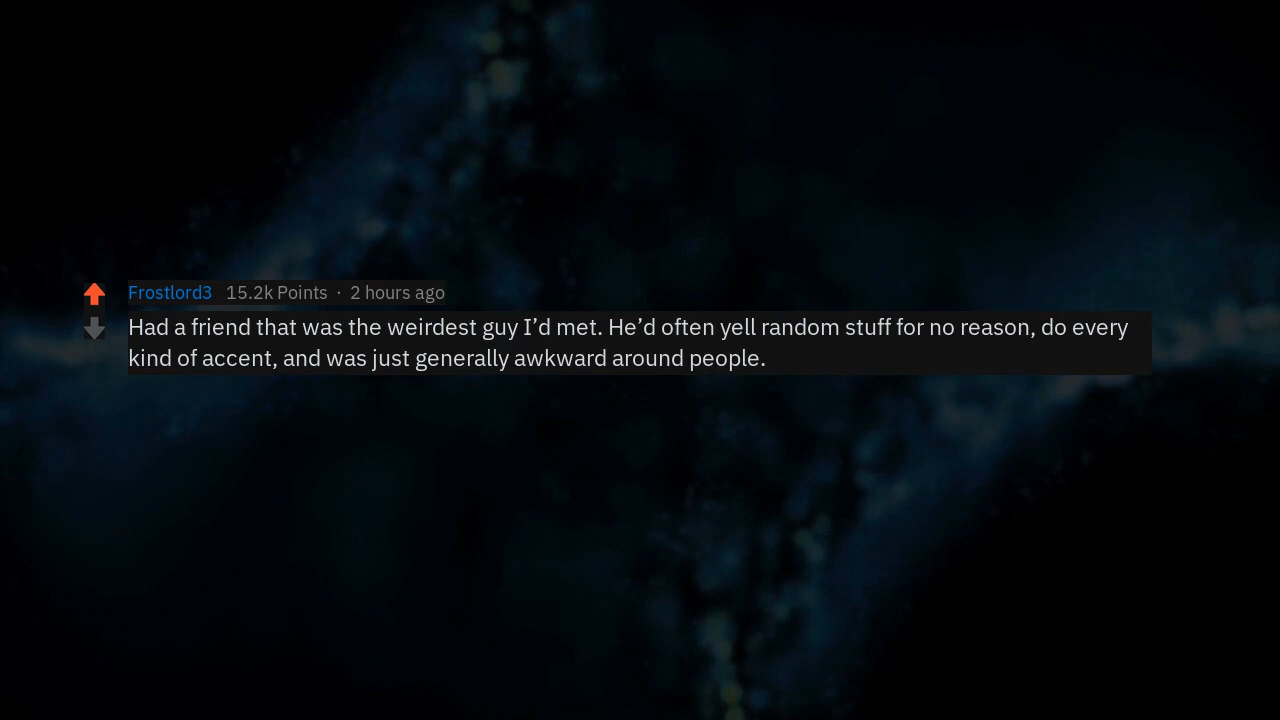 Frostlord3 15.2k Points · 2 hours ago
Had a friend that was the weirdest guy I’d met. He’d often yell random stuff for no reason, do every
kind of accent, and was just generally awkward around people.